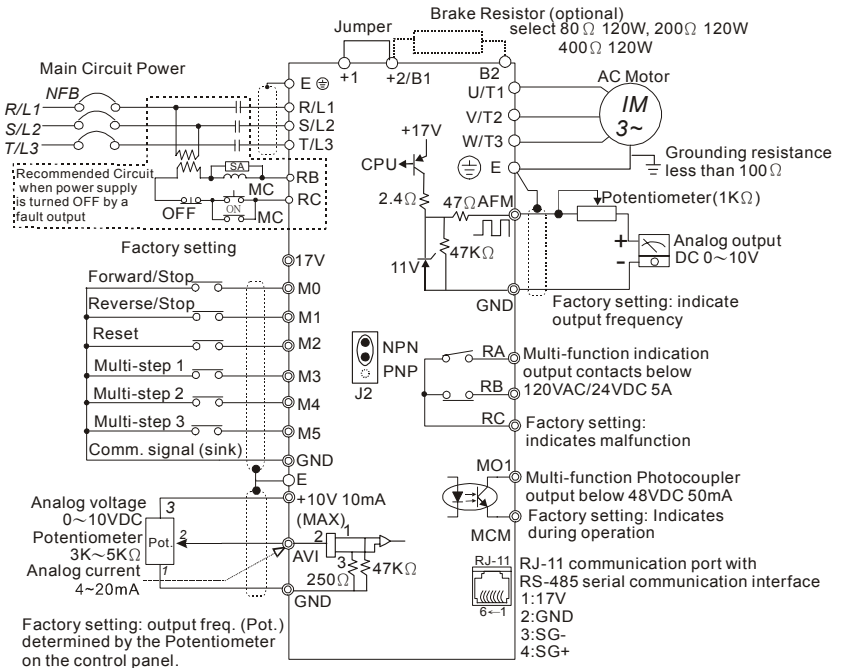 Brake Resistor (optional)
select 80Ω 120W, 200Ω 120W
400Ω 120W
Jumper
+1
+2/B1
B2
Main Circuit Power
NFB
R/L1
S/L2
T/L3
E
R/L1
S/L2
T/L3
U/T1
V/T2
W/T3
E
AC Motor
IM
3~
Grounding resistance
less than 100Ω
Recommended Circuit
when power supply
is turned OFF by a
fault output
SA
MC
OFF
ON
MC
RB
RC
+17V
CPU
2.4Ω
47Ω
AFM
47KΩ
11V
GND
Potentiometer(1KΩ)
+
-
Analog output
DC 0~10V
Factory setting: indicate
output frequency
Factory setting
17V
Forward/Stop
M0
Reverse/Stop
M1
Reset
M2
Multi-step 1
M3
Multi-step 2
M4
Multi-step 3
M5
Comm. signal (sink)
GND
E
NPN
PNP
J2
RA
RB
RC
Multi-function indication
output contacts below
120VAC/24VDC 5A
Factory setting:
indicates malfunction
MO1
MCM
Multi-function Photocoupler
output below 48VDC 50mA
Factory setting: Indicates
during operation
Analog voltage
0~10VDC
Potentiometer
3K~5KΩ
Analog current
4~20mA
3
Pot.
2
1
+10V 10mA
(MAX)
AVI
GND
1
2
3
250Ω
47KΩ
RJ-11
6←1
RJ-11 communication port with
RS-485 serial communication interface
1:17V
2:GND
3:SG-
4:SG+
Factory setting: output freq. (Pot.)
determined by the Potentiometer
on the control panel.